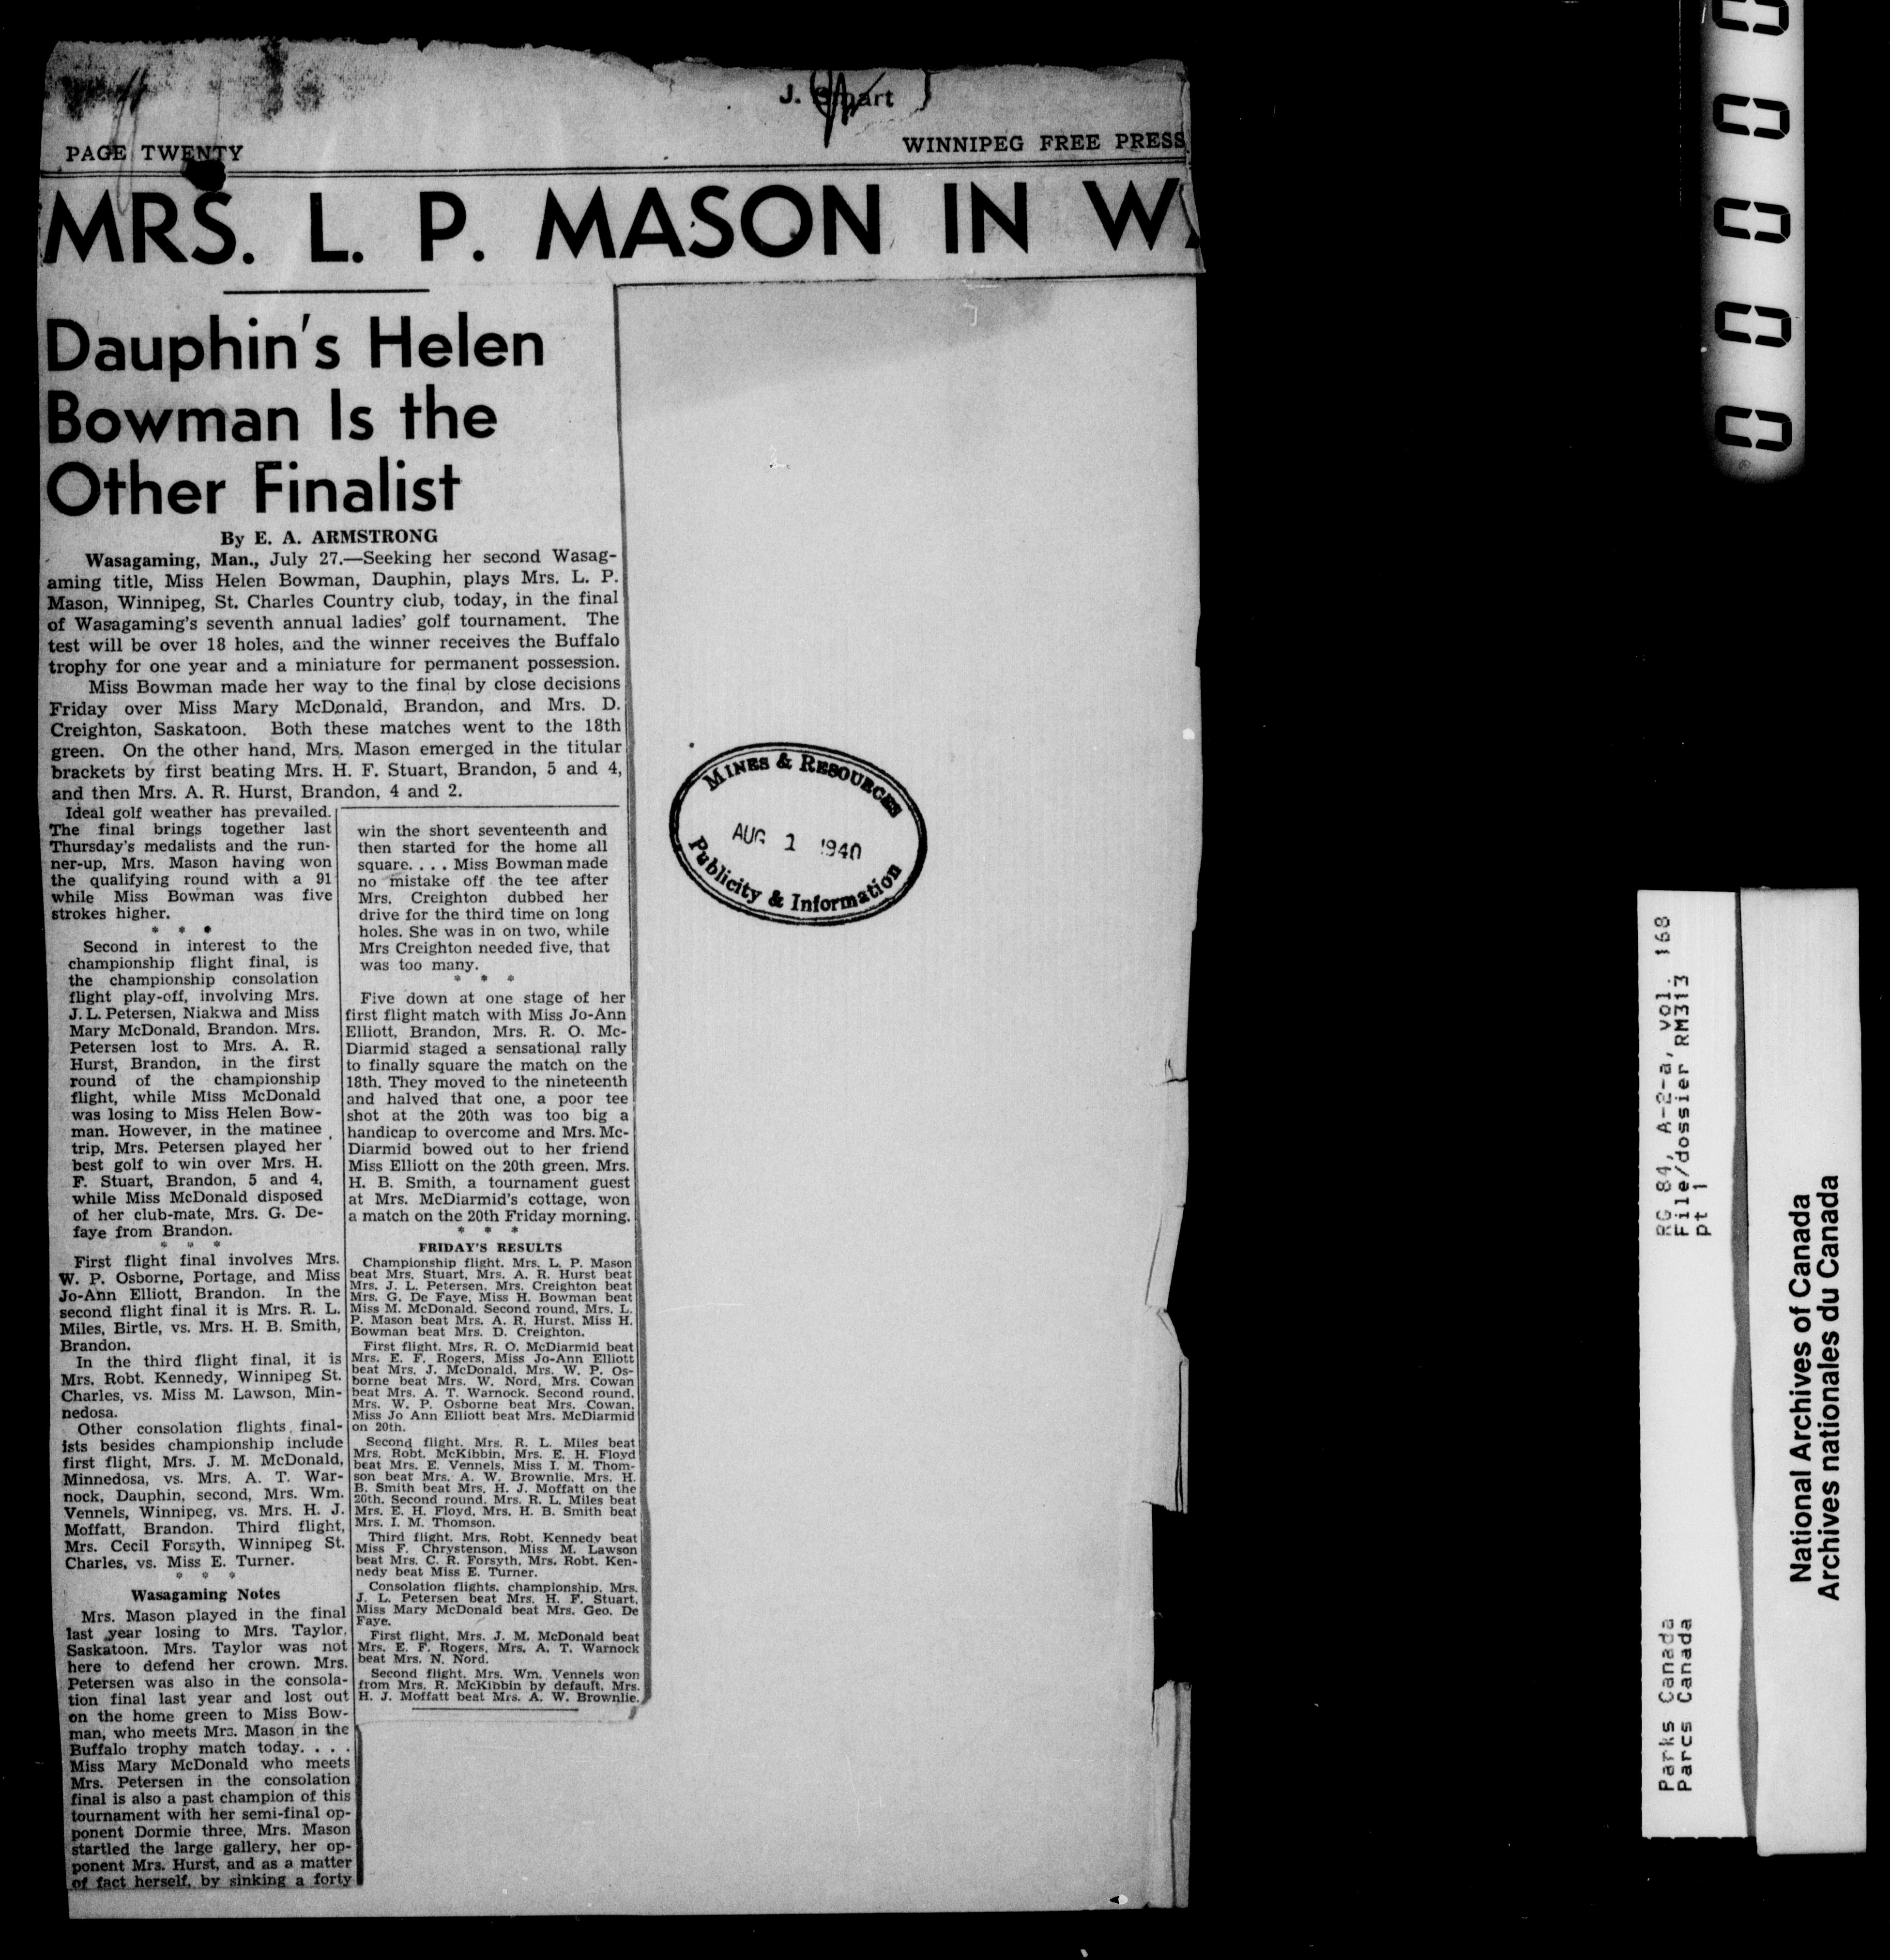 J. Smart
PAGE TWENTY
WINNIPEG FREE PRESS
MRS. L. P. MASON IN W
Dauphin's Helen
Bowman Is the
Other Finalist
By E. A. ARMSTRONG
Wasagaming, Man., July 27.—Seeking her second Wasag-
aming title, Miss Helen Bowman, Dauphin, plays Mrs. L. P.
Mason, Winnipeg, St. Charles Country club, today, in the final
of Wasagaming's seventh annual ladies' golf tournament. The
test will be over 18 holes, and the winner receives the Buffalo
trophy for one year and a miniature for permanent possession.
Miss Bowman made her way to the final by close decisions
Friday over Miss Mary McDonald, Brandon, and Mrs. D.
Creighton, Saskatoon. Both these matches went to the 18th
green. On the other hand, Mrs. Mason emerged in the titular
brackets by first beating Mrs. H. F. Stuart, Brandon, 5 and 4,
and then Mrs. A. R. Hurst, Brandon, 4 and 2.
Ideal golf weather has prevailed.
The final brings together last
Thursday's medalists and the run-
ner-up, Mrs. Mason having won
the qualifying round with a 91
while Miss Bowman was five
strokes higher.
* * *
Second in interest to the
championship flight final, is
the championship consolation
flight play-off, involving Mrs.
J. L. Petersen, Niakwa and Miss
Mary McDonald, Brandon. Mrs.
Petersen lost to Mrs. A. R.
Hurst, Brandon, in the first
round of the championship
flight, while Miss McDonald
was losing to Miss Helen Bow-
man. However, in the matinee
trip, Mrs. Petersen played her
best golf to win over Mrs. H.
F. Stuart, Brandon, 5 and 4,
while Miss McDonald disposed
of her club-mate, Mrs. G. De-
faye from Brandon.
* * *
First flight final involves Mrs.
W. P. Osborne, Portage, and Miss
Jo-Ann Elliott, Brandon. In the
second flight final it is Mrs. R. L.
Miles, Birtle, vs. Mrs. H. B. Smith,
Brandon.
In the third flight final, it is
Mrs. Robt. Kennedy, Winnipeg St.
Charles, vs. Miss M. Lawson, Min-
nedosa.
Other consolation flights final-
ists besides championship include
first flight, Mrs. J. M. McDonald,
Minnedosa, vs. Mrs. A. T. War-
nock, Dauphin, second, Mrs. Wm.
Vennels, Winnipeg, vs. Mrs. H. J.
Moffatt, Brandon. Third flight,
Mrs. Cecil Forsyth, Winnipeg St.
Charles, vs. Miss E. Turner.
* * *
Wasagaming Notes
Mrs. Mason played in the final
last year losing to Mrs. Taylor,
Saskatoon. Mrs. Taylor was not
here to defend her crown. Mrs.
Petersen was also in the consola-
tion final last year and lost out
on the home green to Miss Bow-
man, who meets Mrs. Mason in the
Buffalo trophy match today. . . .
Miss Mary McDonald who meets
Mrs. Petersen in the consolation
final is also a past champion of this
tournament with her semi-final op-
ponent Dormie three, Mrs. Mason
startled the large gallery, her op-
ponent Mrs. Hurst, and as a matter
of fact herself, by sinking a forty
win the short seventeenth and
then started for the home all
square. . . . Miss Bowman made
no mistake off the tee after
Mrs. Creighton dubbed her
drive for the third time on long
holes. She was in on two, while
Mrs Creighton needed five, that
was too many.
* * *
Five down at one stage of her
first flight match with Miss Jo-Ann
Elliott, Brandon, Mrs. R. O. Mc-
Diarmid staged a sensational rally
to finally square the match on the
18th. They moved to the nineteenth
and halved that one, a poor tee
shot at the 20th was too big a
handicap to overcome and Mrs. Mc-
Diarmid bowed out to her friend
Miss Elliott on the 20th green. Mrs.
H. B. Smith, a tournament guest
at Mrs. McDiarmid's cottage, won
a match on the 20th Friday morning.
* * *
FRIDAY'S RESULTS
Championship flight. Mrs. L. P. Mason
beat Mrs. Stuart, Mrs. A. R. Hurst beat
Mrs. J. L. Petersen, Mrs. Creighton beat
Mrs. G. De Faye, Miss H. Bowman beat
Miss M. McDonald. Second round, Mrs. L.
P. Mason beat Mrs. A. R. Hurst, Miss H.
Bowman beat Mrs. D. Creighton.
First flight. Mrs. R. O. McDiarmid beat
Mrs. E. F. Rogers, Miss Jo-Ann Elliott
beat Mrs. J. McDonald, Mrs. W. P. Os-
borne beat Mrs. W. Nord, Mrs. Cowan
beat Mrs. A. T. Warnock. Second round,
Mrs. W. P. Osborne beat Mrs. Cowan,
Miss Jo Ann Elliott beat Mrs. McDiarmid
on 20th.
Second flight. Mrs. R. L. Miles beat
Mrs. Robt. McKibbin, Mrs. E. H. Floyd
beat Mrs. E. Vennels, Miss I. M. Thom-
son beat Mrs. A. W. Brownlie, Mrs. H.
B. Smith beat Mrs. H. J. Moffatt on the
20th. Second round, Mrs. R. L. Miles beat
Mrs. E. H. Floyd, Mrs. H. B. Smith beat
Mrs. I. M. Thomson.
Third flight. Mrs. Robt. Kennedy beat
Miss F. Chrystenson, Miss M. Lawson
beat Mrs. C. R. Forsyth, Mrs. Robt. Ken-
nedy beat Miss E. Turner.
Consolation flights, championship. Mrs.
J. L. Petersen beat Mrs. H. F. Stuart,
Miss Mary McDonald beat Mrs. Geo. De
Faye.
First flight. Mrs. J. M. McDonald beat
Mrs. E. F. Rogers, Mrs. A. T. Warnock
beat Mrs. N. Nord.
Second flight. Mrs. Wm. Vennels won
from Mrs. R. McKibbin by default. Mrs.
H. J. Moffatt beat Mrs. A. W. Brownlie.
MINES & RESOURCES
AUG 1 1940
Publicity & Information
00000
RG 84, A-2-a, vol. 168
File/dossier RM313
pt 1
Parks Canada
Parcs Canada
National Archives of Canada
Archives nationales du Canada